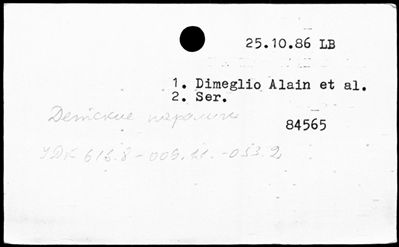 25.10.86 LB
1. Dimeglio Alain et al.
2. Ser.
Детские параличи
84565
УДК 616.8-009.11.-053.2